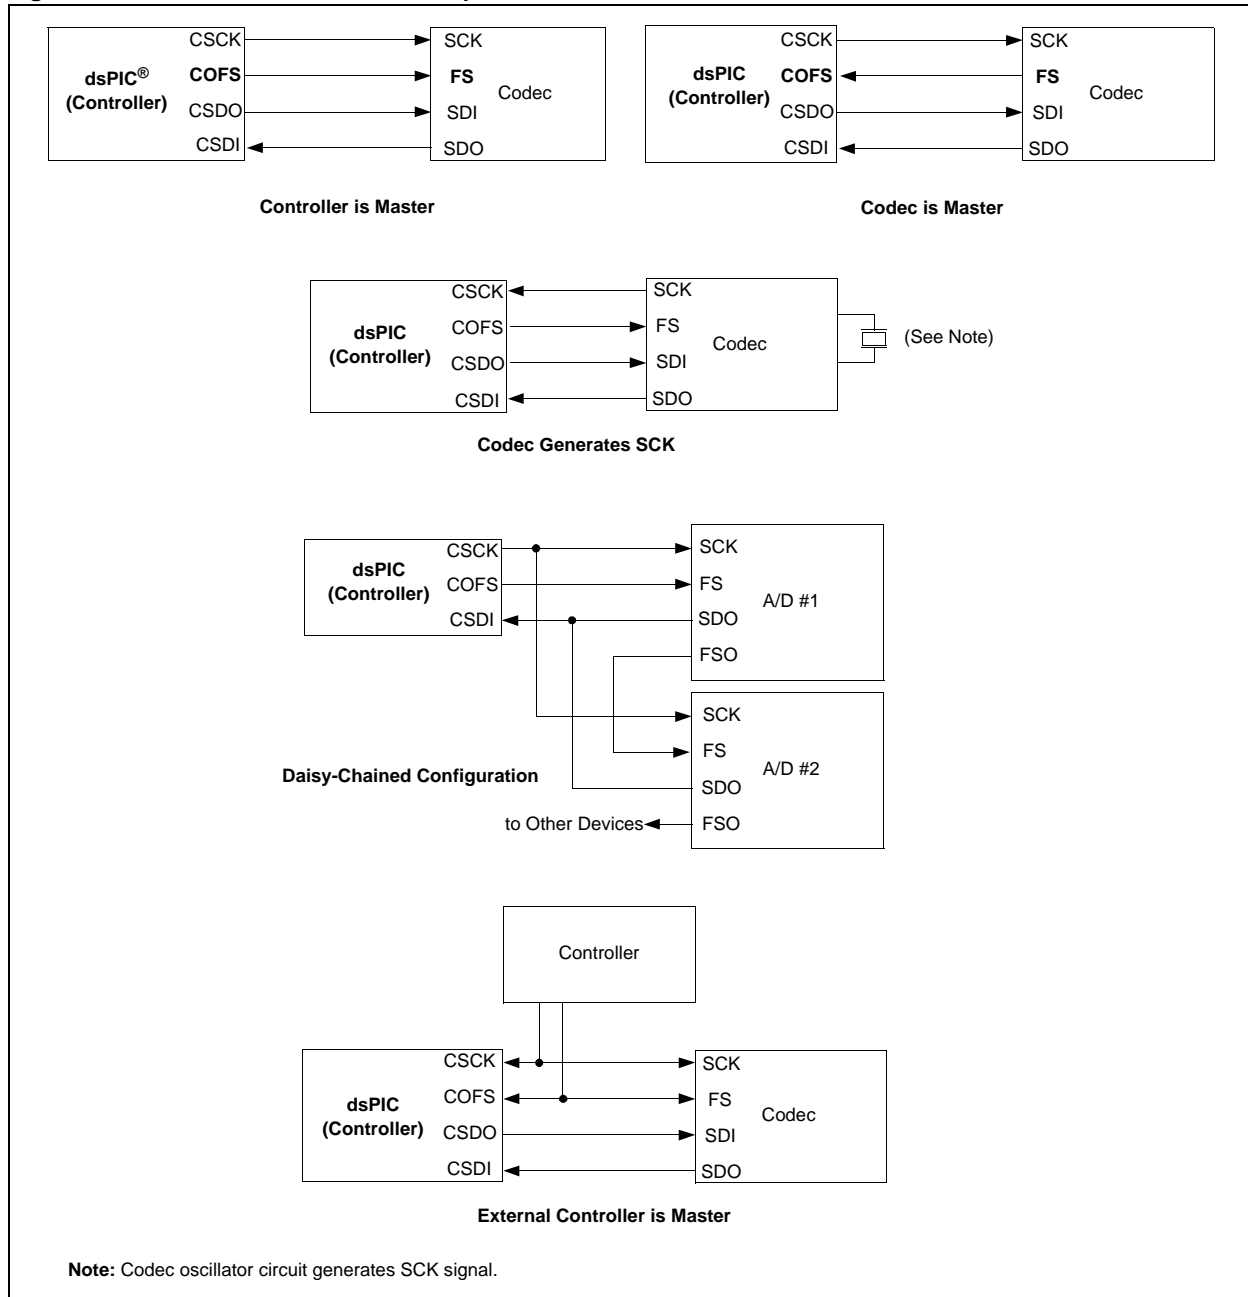 CSCK
SCK
dsPIC®
(Controller)
COFS
FS
Codec
CSDO
SDI
CSDI
SDO
Controller is Master
CSCK
SCK
dsPIC
(Controller)
COFS
FS
Codec
CSDO
SDI
CSDI
SDO
Codec is Master
CSCK
SCK
dsPIC
(Controller)
COFS
FS
Codec
(See Note)
CSDO
SDI
CSDI
SDO
Codec Generates SCK
CSCK
SCK
dsPIC
(Controller)
COFS
FS
A/D #1
CSDI
SDO
FSO
SCK
FS
A/D #2
Daisy-Chained Configuration
SDO
to Other Devices
FSO
Controller
CSCK
SCK
dsPIC
(Controller)
COFS
FS
Codec
CSDO
SDI
CSDI
SDO
External Controller is Master
Note: Codec oscillator circuit generates SCK signal.